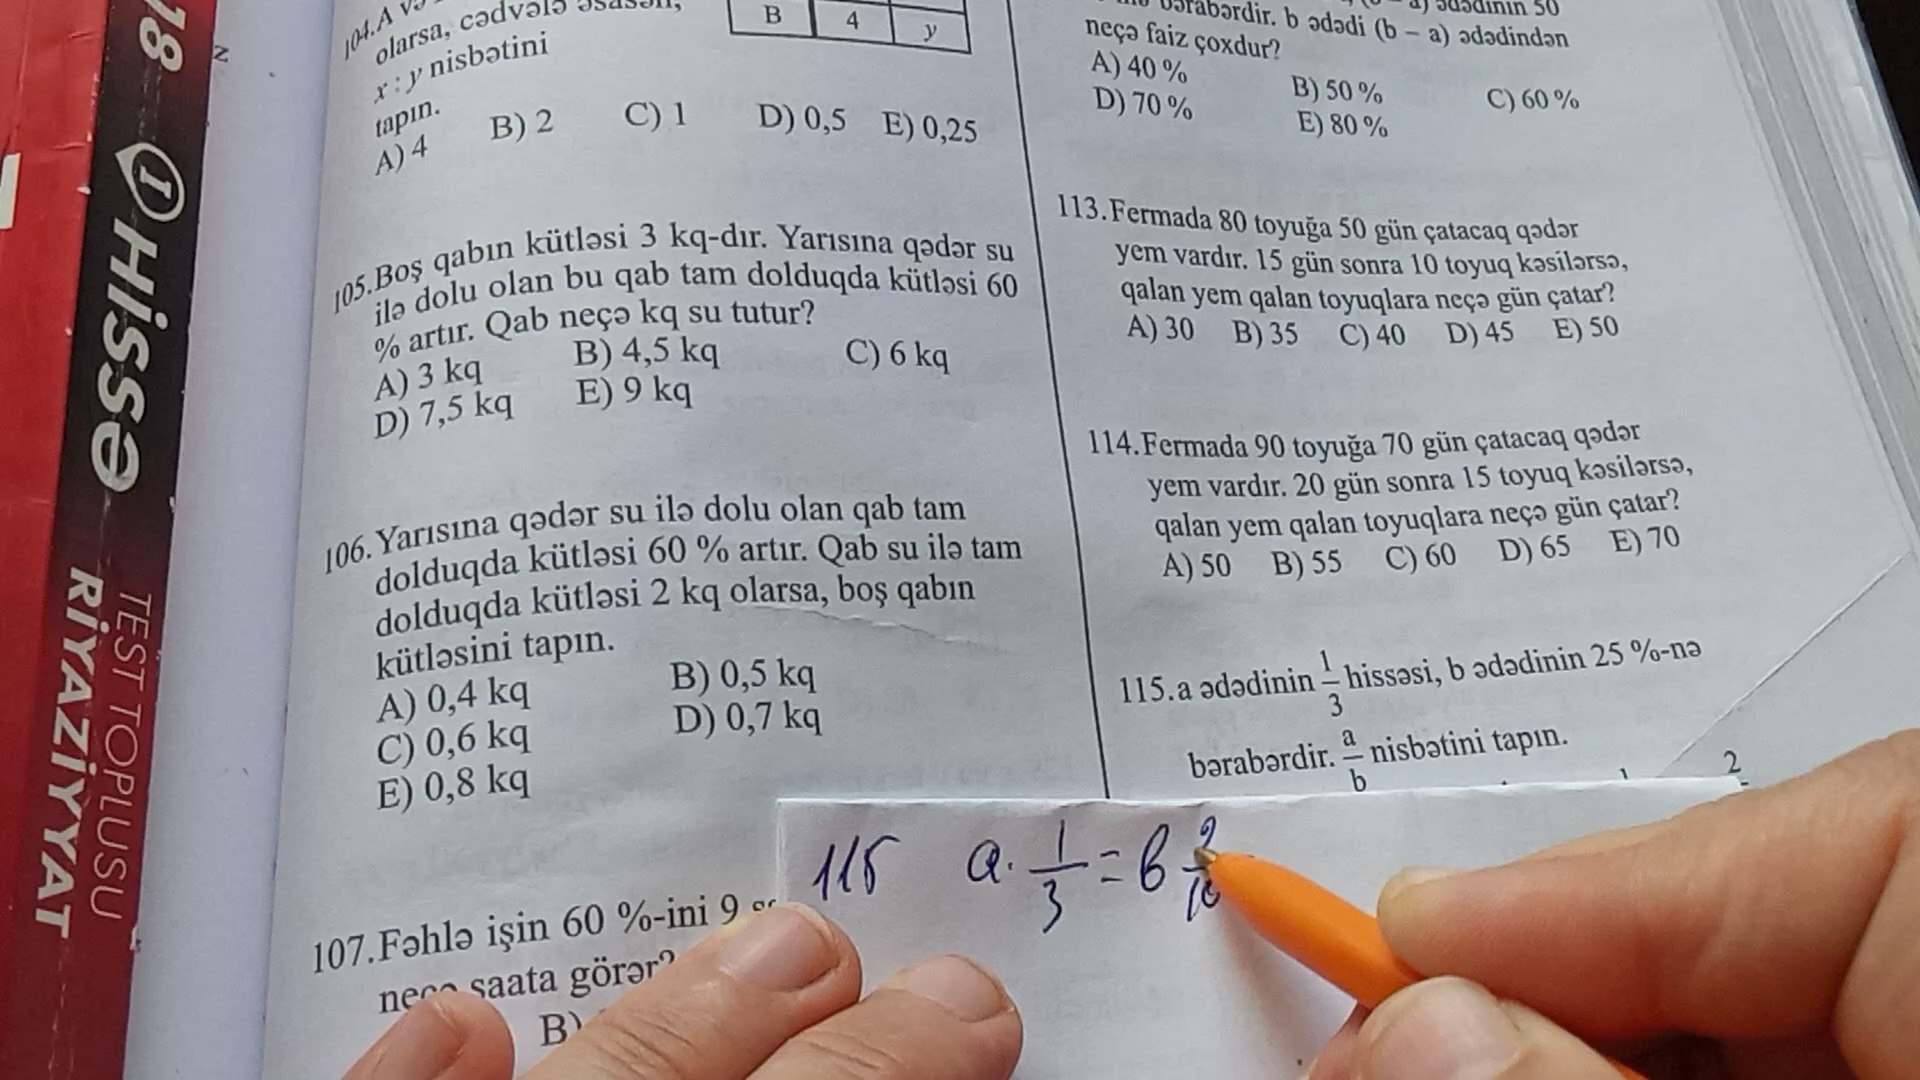 18 I HİSSƏ
TEST TOPLUSU
RİYAZİYYAT
104. A və
olarsa, cədvələ əsasən,
x : y nisbətini
tapın.
B 4 y
A) 4 B) 2 C) 1 D) 0,5 E) 0,25
105. Boş qabın kütləsi 3 kq-dır. Yarısına qədər su
ilə dolu olan bu qab tam dolduqda kütləsi 60
% artır. Qab neçə kq su tutur?
A) 3 kq B) 4,5 kq C) 6 kq
D) 7,5 kq E) 9 kq
106. Yarısına qədər su ilə dolu olan qab tam
dolduqda kütləsi 60 % artır. Qab su ilə tam
dolduqda kütləsi 2 kq olarsa, boş qabın
kütləsini tapın.
A) 0,4 kq B) 0,5 kq
C) 0,6 kq D) 0,7 kq
E) 0,8 kq
107. Fəhlə işin 60 %-ini 9
neçə saata görər?
B)
ədədinin 50
bərabərdir. b ədədi (b – a) ədədindən
neçə faiz çoxdur?
A) 40 % B) 50 % C) 60 %
D) 70 % E) 80 %
113. Fermada 80 toyuğa 50 gün çatacaq qədər
yem vardır. 15 gün sonra 10 toyuq kəsilərsə,
qalan yem qalan toyuqlara neçə gün çatar?
A) 30 B) 35 C) 40 D) 45 E) 50
114. Fermada 90 toyuğa 70 gün çatacaq qədər
yem vardır. 20 gün sonra 15 toyuq kəsilərsə,
qalan yem qalan toyuqlara neçə gün çatar?
A) 50 B) 55 C) 60 D) 65 E) 70
115. a ədədinin 1/3 hissəsi, b ədədinin 25 %-nə
bərabərdir. a/b nisbətini tapın.
2
115 a · 1/3 = b